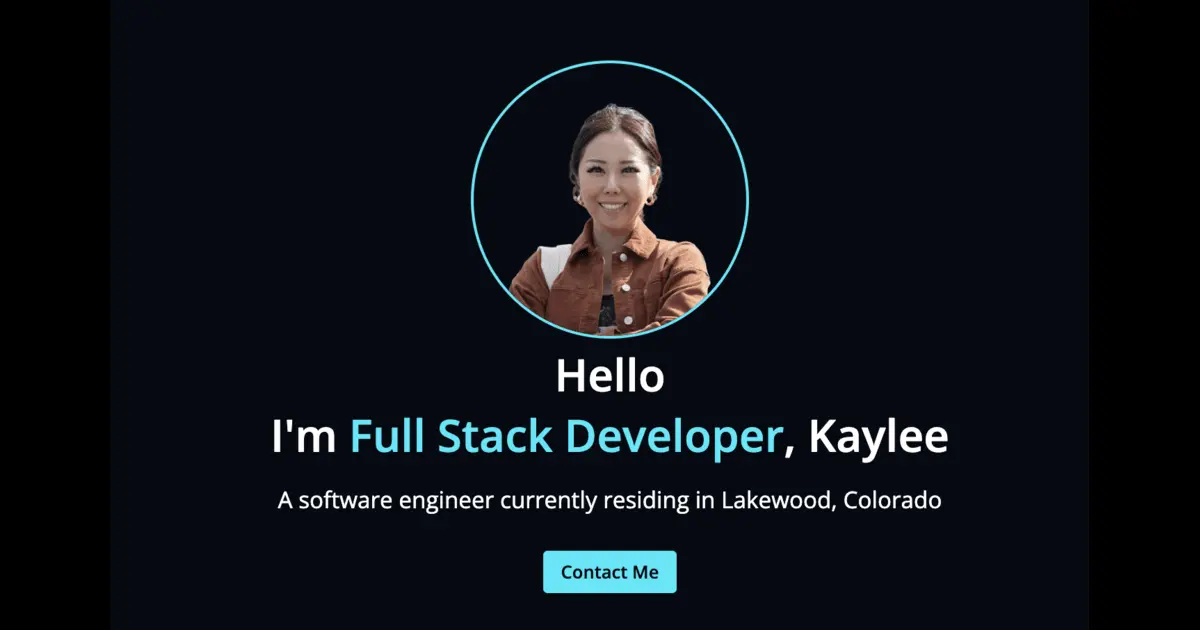 Hello
I'm Full Stack Developer, Kaylee
A software engineer currently residing in Lakewood, Colorado
Contact Me